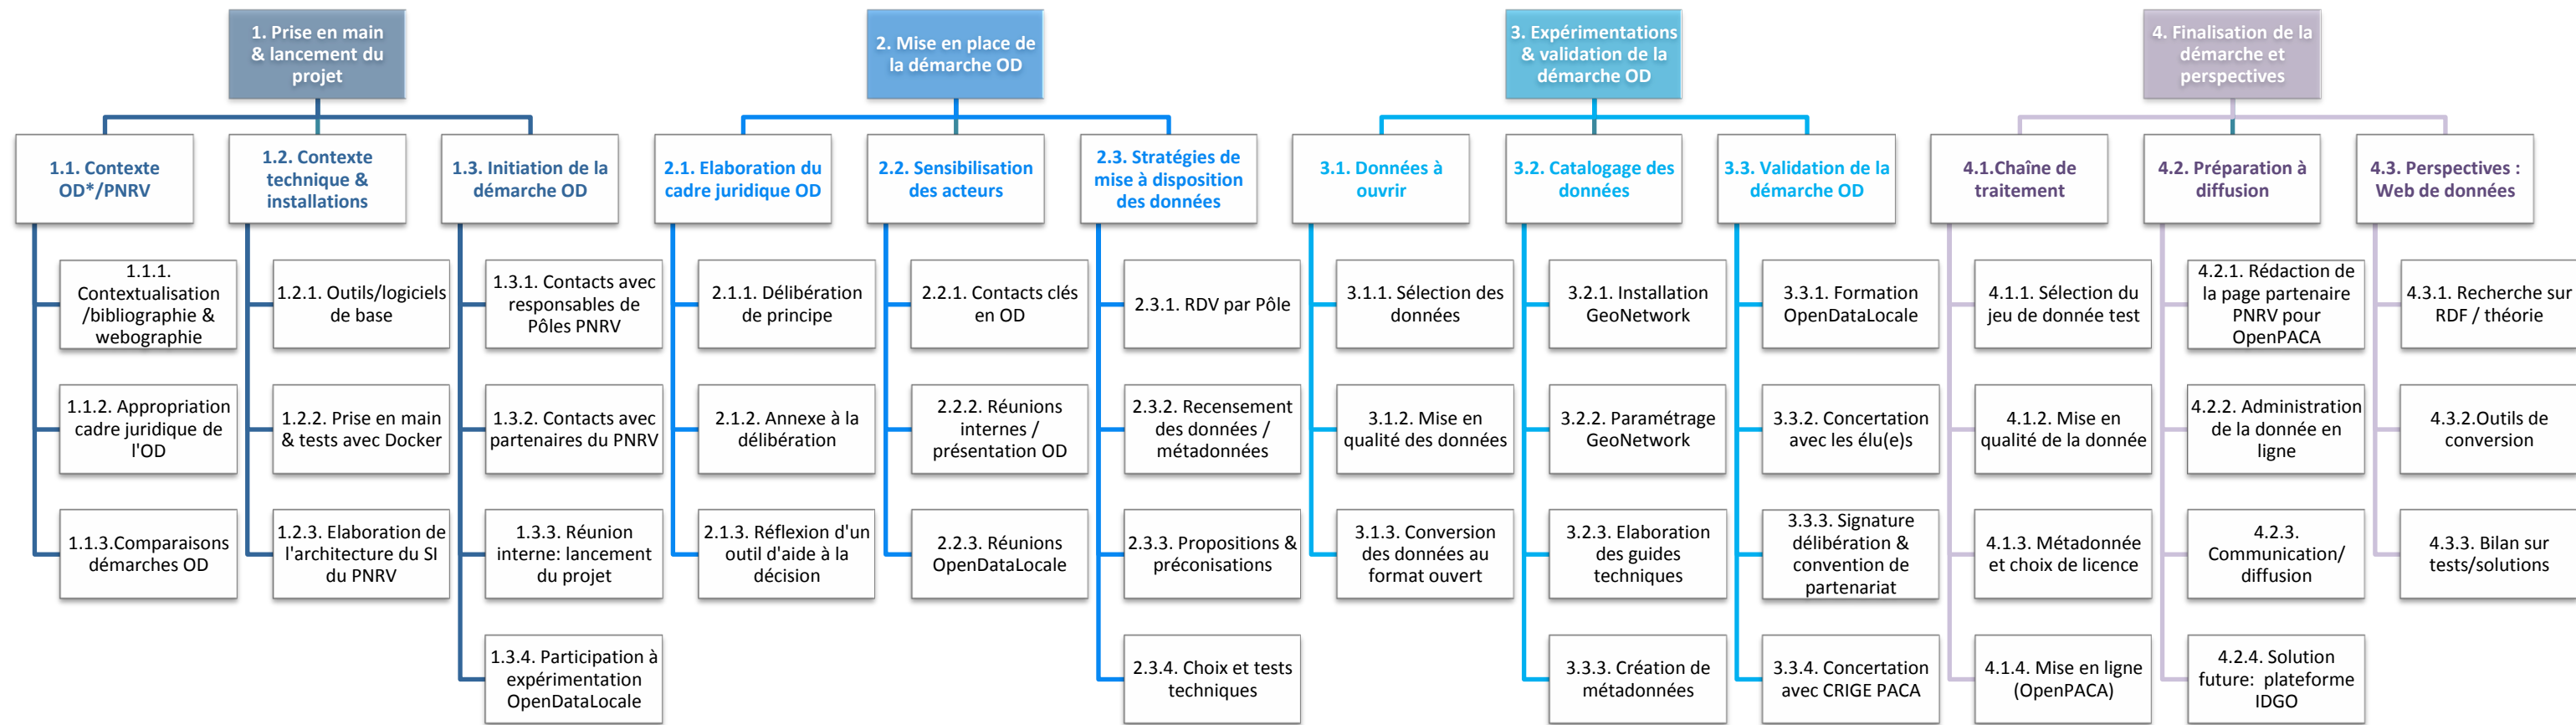 1. Prise en main
& lancement du
projet
1.1. Contexte
OD*/PNRV
1.1.1.
Contextualisation
/bibliographie &
webographie
1.1.2. Appropriation
cadre juridique de
l'OD
1.1.3.Comparaisons
démarches OD
1.2. Contexte
technique &
installations
1.2.1. Outils/logiciels
de base
1.2.2. Prise en main
& tests avec Docker
1.2.3. Elaboration de
l'architecture du SI
du PNRV
1.3. Initiation de la
démarche OD
1.3.1. Contacts avec
responsables de
Pôles PNRV
1.3.2. Contacts avec
partenaires du PNRV
1.3.3. Réunion
interne: lancement
du projet
1.3.4. Participation à
expérimentation
OpenDataLocale
2. Mise en place de
la démarche OD
2.1. Elaboration du
cadre juridique OD
2.1.1. Délibération
de principe
2.1.2. Annexe à la
délibération
2.1.3. Réflexion d'un
outil d'aide à la
décision
2.2. Sensibilisation
des acteurs
2.2.1. Contacts clés
en OD
2.2.2. Réunions
internes /
présentation OD
2.2.3. Réunions
OpenDataLocale
2.3. Stratégies de
mise à disposition
des données
2.3.1. RDV par Pôle
2.3.2. Recensement
des données /
métadonnées
2.3.3. Propositions &
préconisations
2.3.4. Choix et tests
techniques
3. Expérimentations
& validation de la
démarche OD
3.1. Données à
ouvrir
3.1.1. Sélection des
données
3.1.2. Mise en
qualité des données
3.1.3. Conversion
des données au
format ouvert
3.2. Catalogage des
données
3.2.1. Installation
GeoNetwork
3.2.2. Paramétrage
GeoNetwork
3.2.3. Elaboration
des guides
techniques
3.3.3. Création de
métadonnées
3.3. Validation de la
démarche OD
3.3.1. Formation
OpenDataLocale
3.3.2. Concertation
avec les élu(e)s
3.3.3. Signature
délibération &
convention de
partenariat
3.3.4. Concertation
avec CRIGE PACA
4. Finalisation de la
démarche et
perspectives
4.1.Chaîne de
traitement
4.1.1. Sélection du
jeu de donnée test
4.1.2. Mise en
qualité de la donnée
4.1.3. Métadonnée
et choix de licence
4.1.4. Mise en ligne
(OpenPACA)
4.2. Préparation à
diffusion
4.2.1. Rédaction de
la page partenaire
PNRV pour
OpenPACA
4.2.2. Administration
de la donnée en
ligne
4.2.3.
Communication/
diffusion
4.2.4. Solution
future: plateforme
IDGO
4.3. Perspectives :
Web de données
4.3.1. Recherche sur
RDF / théorie
4.3.2.Outils de
conversion
4.3.3. Bilan sur
tests/solutions